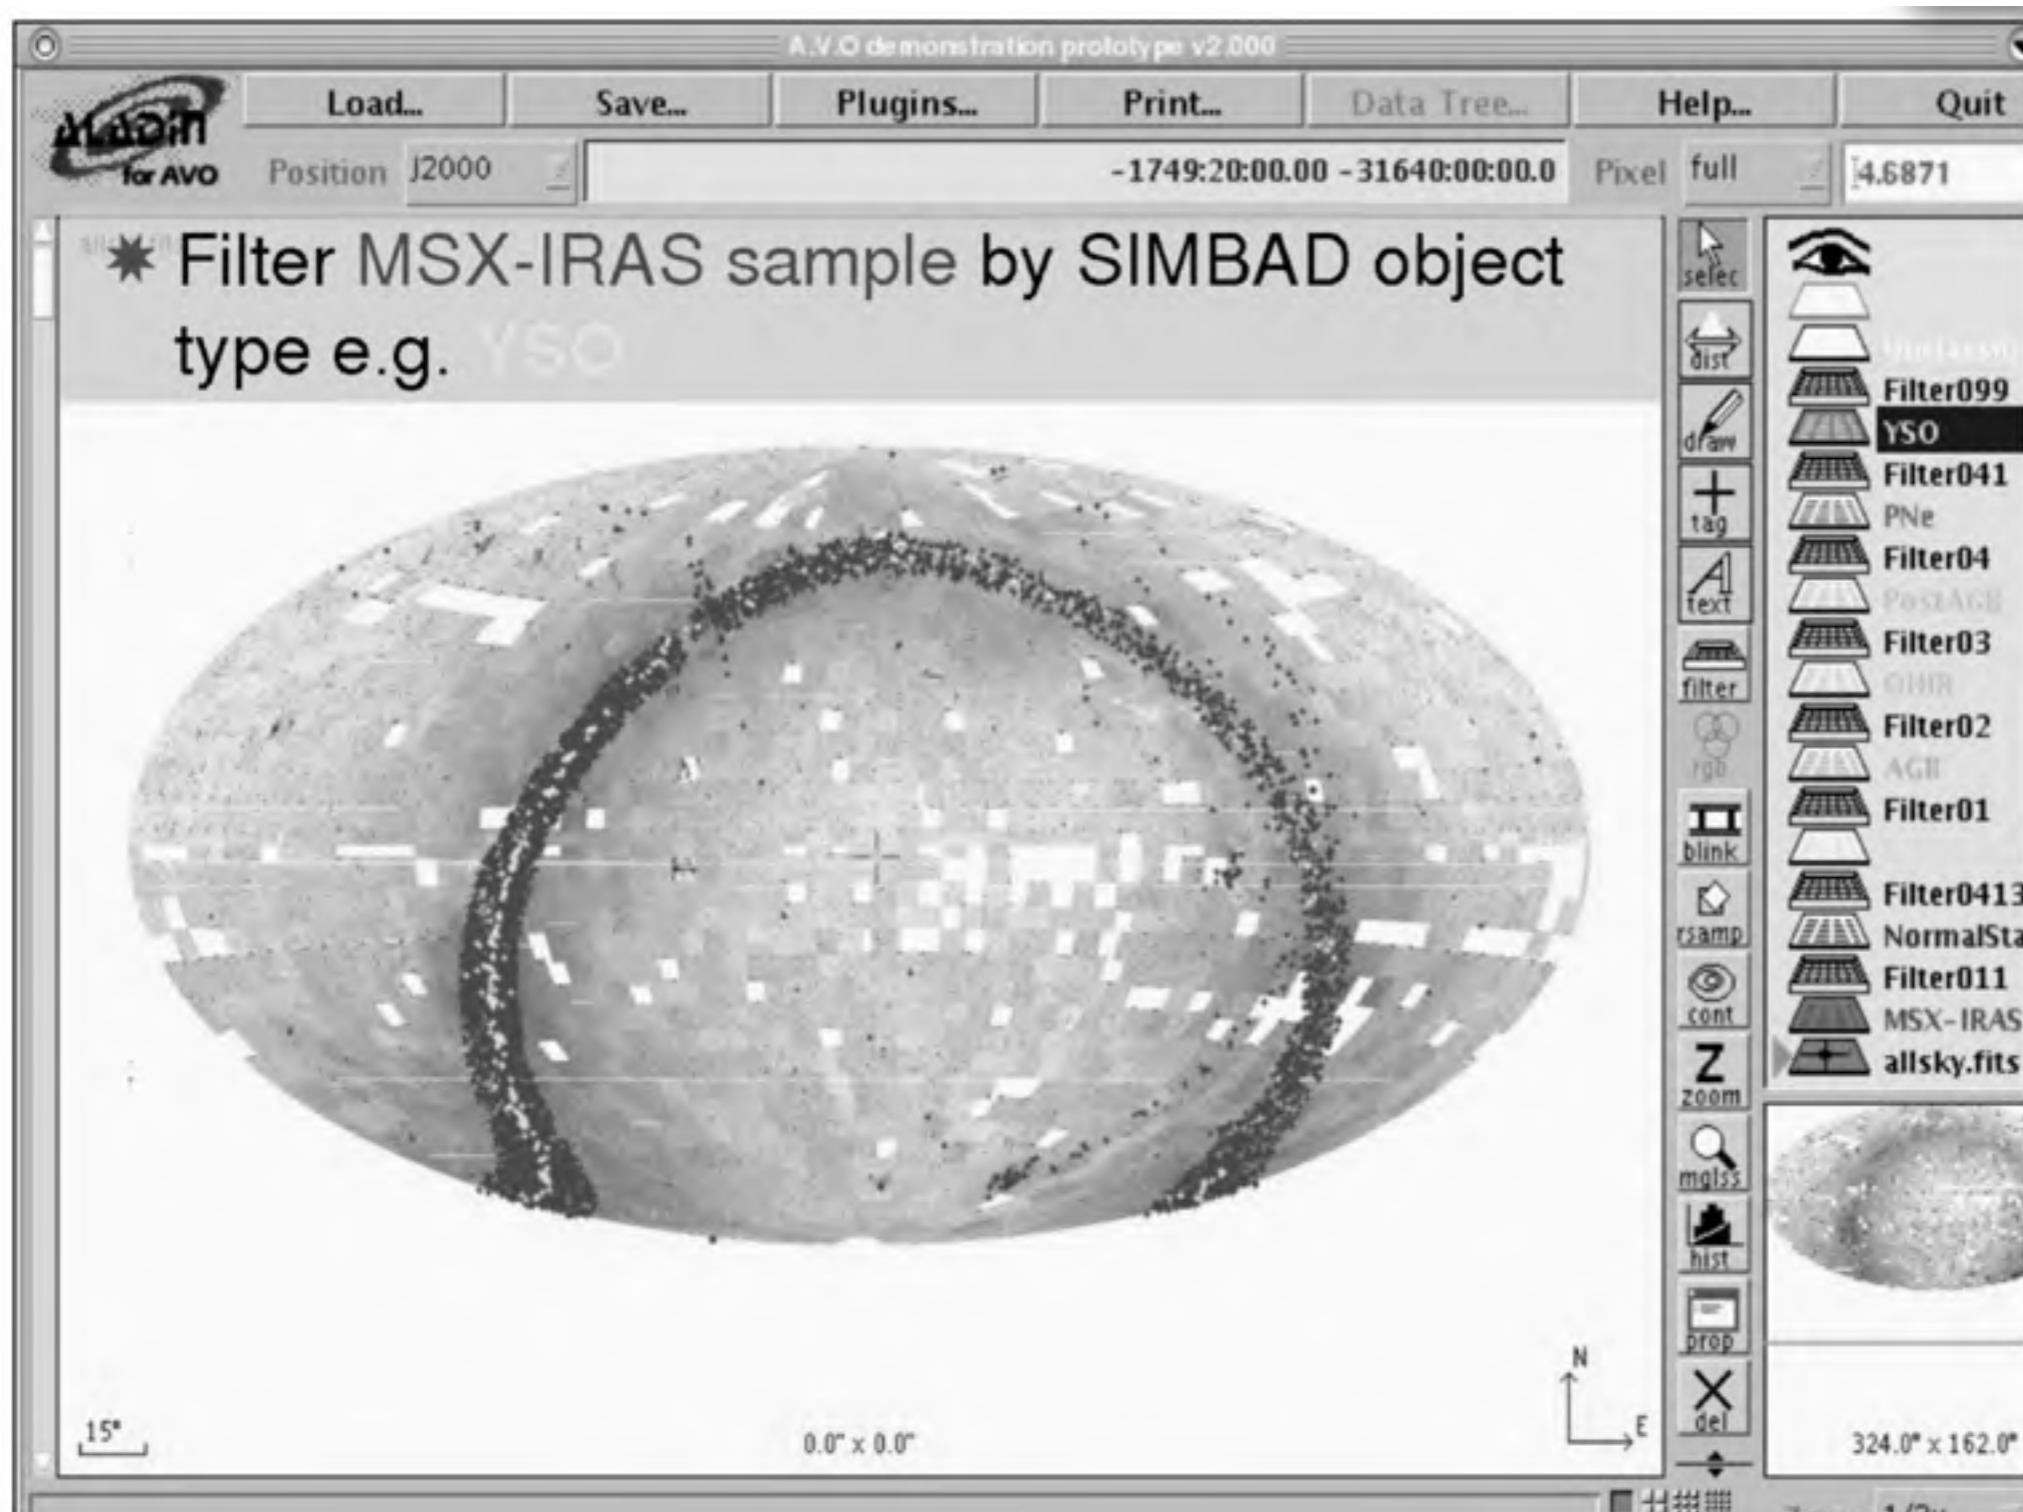 A.V.O demonstration prototype v2.000
ALADIN
for AVO
Load...
Save...
Plugins...
Print...
Data Tree...
Help...
Quit
Position
J2000
-1749:20:00.00 -31640:00:00.0
Pixel
full
4.6871
Filter MSX-IRAS sample by SIMBAD object
type e.g. YSO
selec
dist
draw
tag
text
filter
rgb
blink
rsamp
cont
Z
zoom
mglss
hist
prop
del
Filter099
YSO
Filter041
PNe
Filter04
PostAGB
Filter03
OHIR
Filter02
AGB
Filter01
Filter0413
NormalSta
Filter011
MSX-IRAS
allsky.fits
15°
0.0" x 0.0"
N
E
324.0° x 162.0°